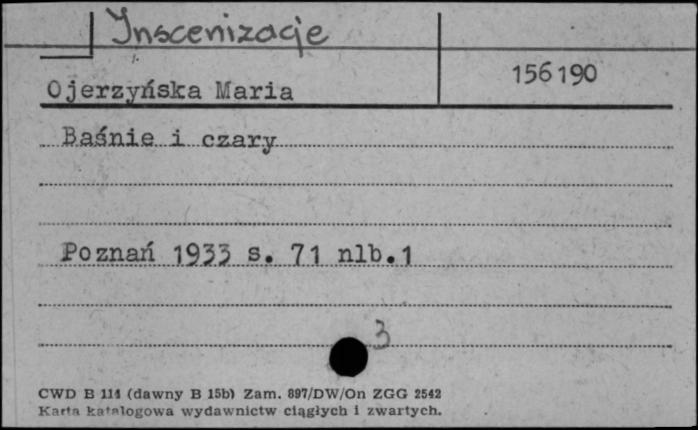 Inscenizacje
156190
Ojerzyńska Maria
Baśnie i czary
Poznań 1933 s. 71 nlb.1
3
CWD B 114 (dawny B 15b) Zam. 897/DW/On ZGG 2542
Karta katalogowa wydawnictw ciągłych i zwartych.